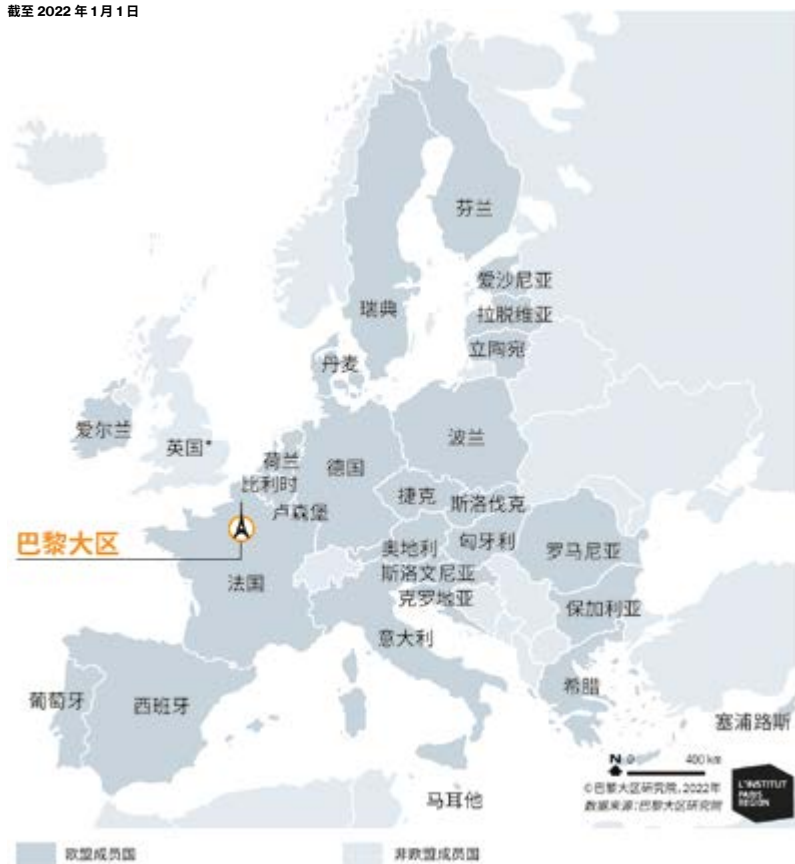 截至 2022 年 1 月 1 日
芬兰
爱沙尼亚
瑞典
拉脱维亚
立陶宛
丹麦
爱尔兰
英国*
波兰
荷兰
德国
比利时
捷克
斯洛伐克
卢森堡
巴黎大区
奥地利
匈牙利
罗马尼亚
斯洛文尼亚
法国
克罗地亚
保加利亚
意大利
希腊
葡萄牙
西班牙
塞浦路斯
N 0 400 km
©巴黎大区研究院, 2022年
数据来源:巴黎大区研究院
L'INSTITUT
PARIS
REGION
马耳他
欧盟成员国
非欧盟成员国